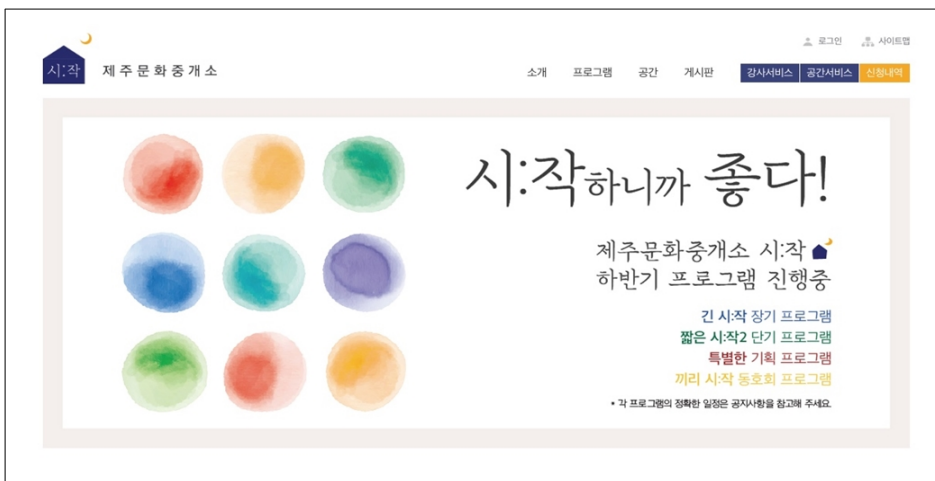 로그인 사이트맵
시:작 제주문화중개소
소개 프로그램 공간 게시판 강사서비스 공간서비스 신청내역
시:작하니까 좋다!
제주문화중개소 시:작
하반기 프로그램 진행중
긴 시:작 장기 프로그램
짧은 시:작2 단기 프로그램
특별한 기획 프로그램
끼리 시:작 동호회 프로그램
* 각 프로그램의 정확한 일정은 공지사항을 참고해 주세요.